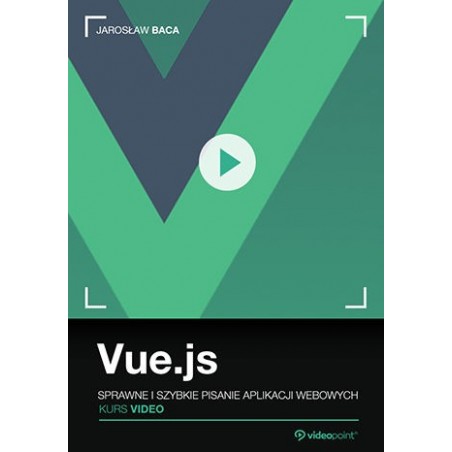 JAROSŁAW BACA
Vue.js
SPRAWNE I SZYBKIE PISANIE APLIKACJI WEBOWYCH
KURS VIDEO
videopoint